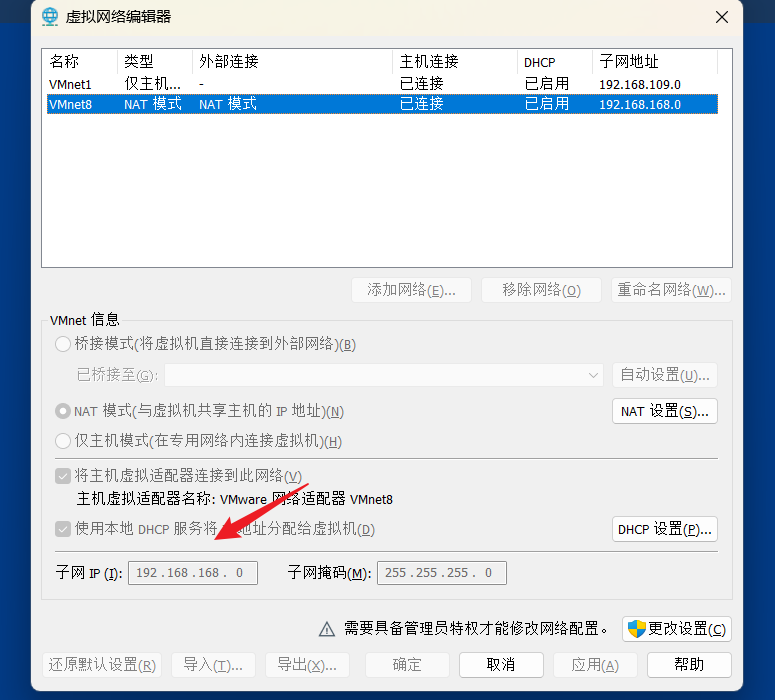 虚拟网络编辑器
名称 类型 外部连接 主机连接 DHCP 子网地址
VMnet1 仅主机... - 已连接 已启用 192.168.109.0
VMnet8 NAT 模式 NAT 模式 已连接 已启用 192.168.168.0
添加网络(E)... 移除网络(O) 重命名网络(W)...
VMnet 信息
桥接模式(将虚拟机直接连接到外部网络)(B)
已桥接至(G): 自动设置(U)...
NAT 模式(与虚拟机共享主机的 IP 地址)(N) NAT 设置(S)...
仅主机模式(在专用网络内连接虚拟机)(H)
将主机虚拟适配器连接到此网络(V)
主机虚拟适配器名称: VMware 网络适配器 VMnet8
使用本地 DHCP 服务将 地址分配给虚拟机(D) DHCP 设置(P)...
子网 IP (I): 192 . 168 . 168 . 0 子网掩码(M): 255 . 255 . 255 . 0
需要具备管理员特权才能修改网络配置。 更改设置(C)
还原默认设置(R) 导入(T)... 导出(X)... 确定 取消 应用(A) 帮助